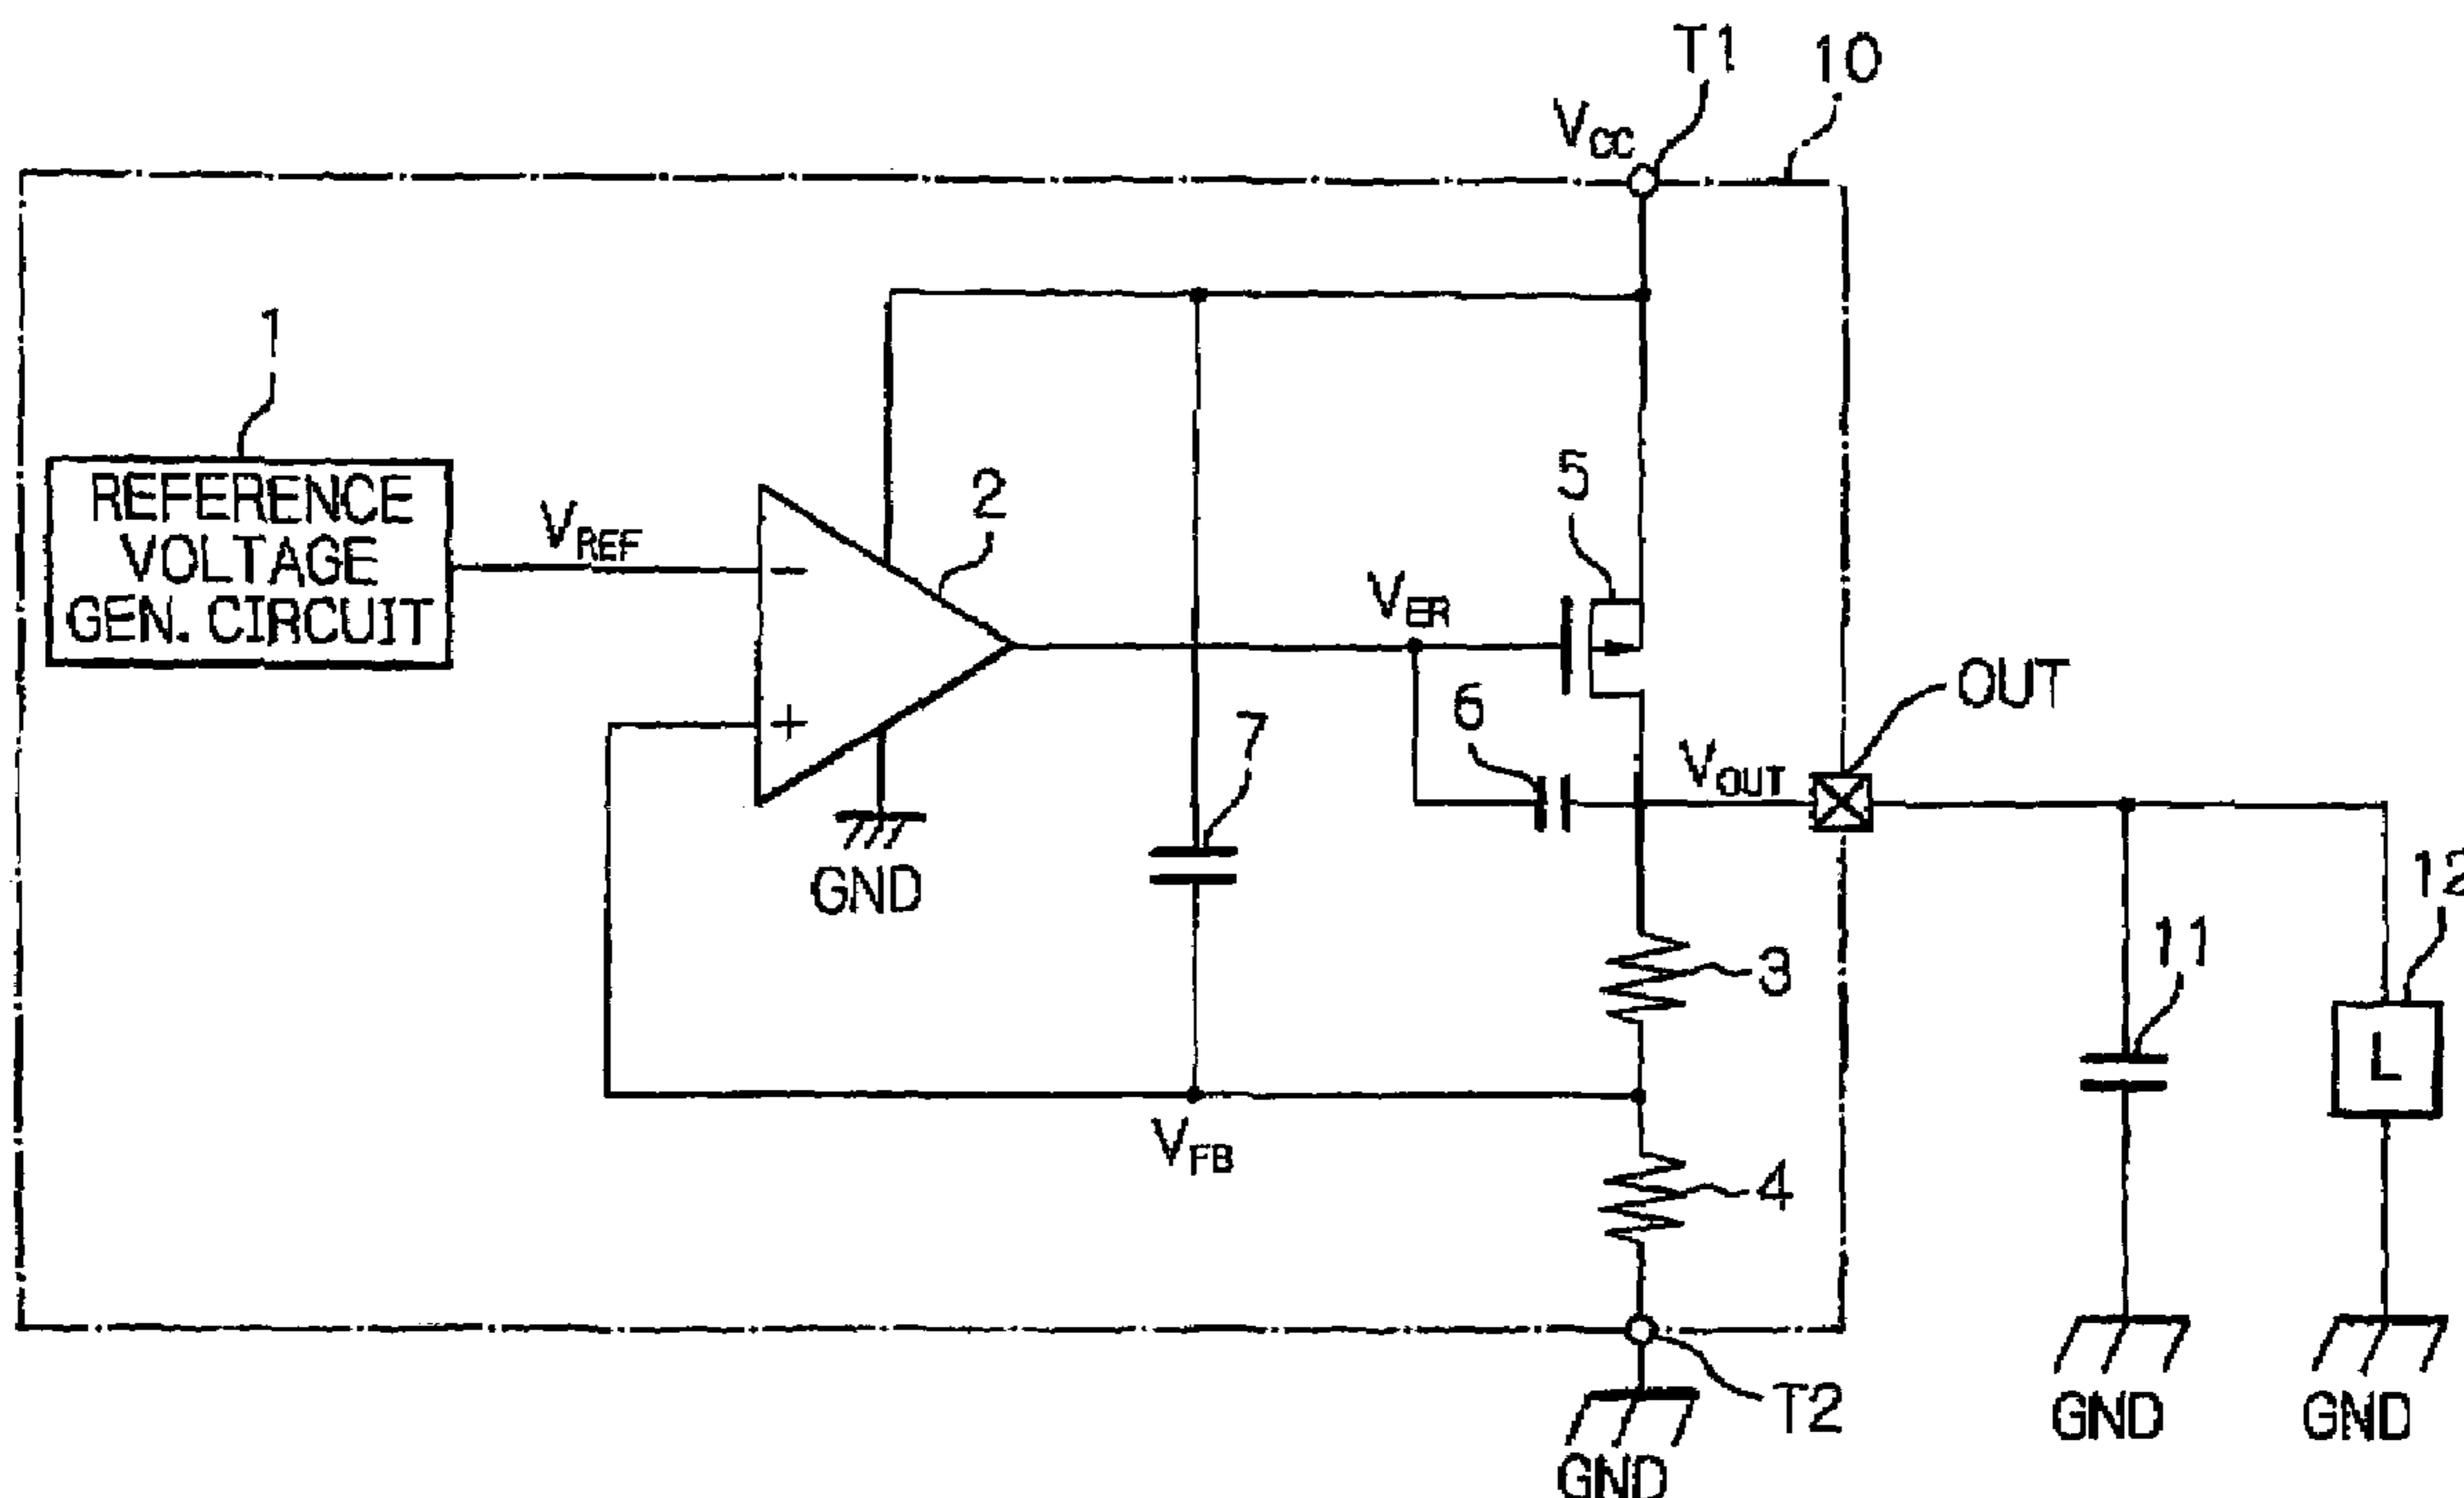 T1
10
VCC
1
REFERENCE
VOLTAGE
GEN. CIRCUIT
VREF
2
5
VER
-
+
6
7
VOUT
OUT
GND
12
11
3
L
VFB
4
T2
GND
GND
GND